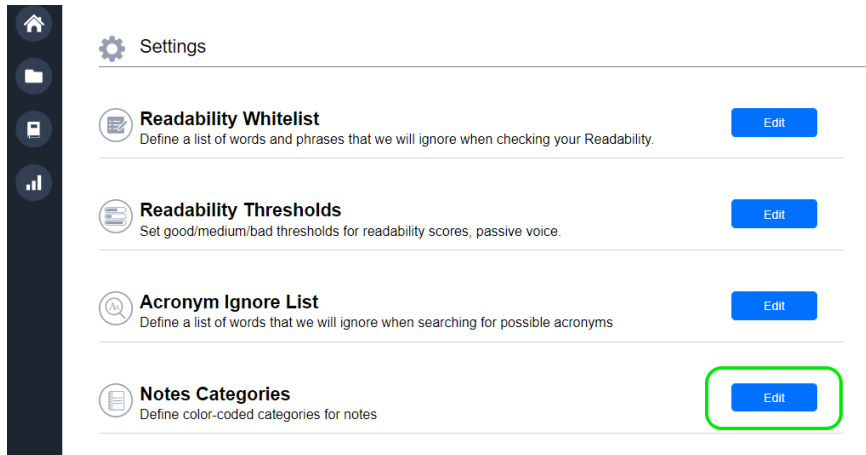 Settings
Readability Whitelist
Define a list of words and phrases that we will ignore when checking your Readability.
Edit
Readability Thresholds
Set good/medium/bad thresholds for readability scores, passive voice.
Edit
Acronym Ignore List
Define a list of words that we will ignore when searching for possible acronyms
Edit
Notes Categories
Define color-coded categories for notes
Edit